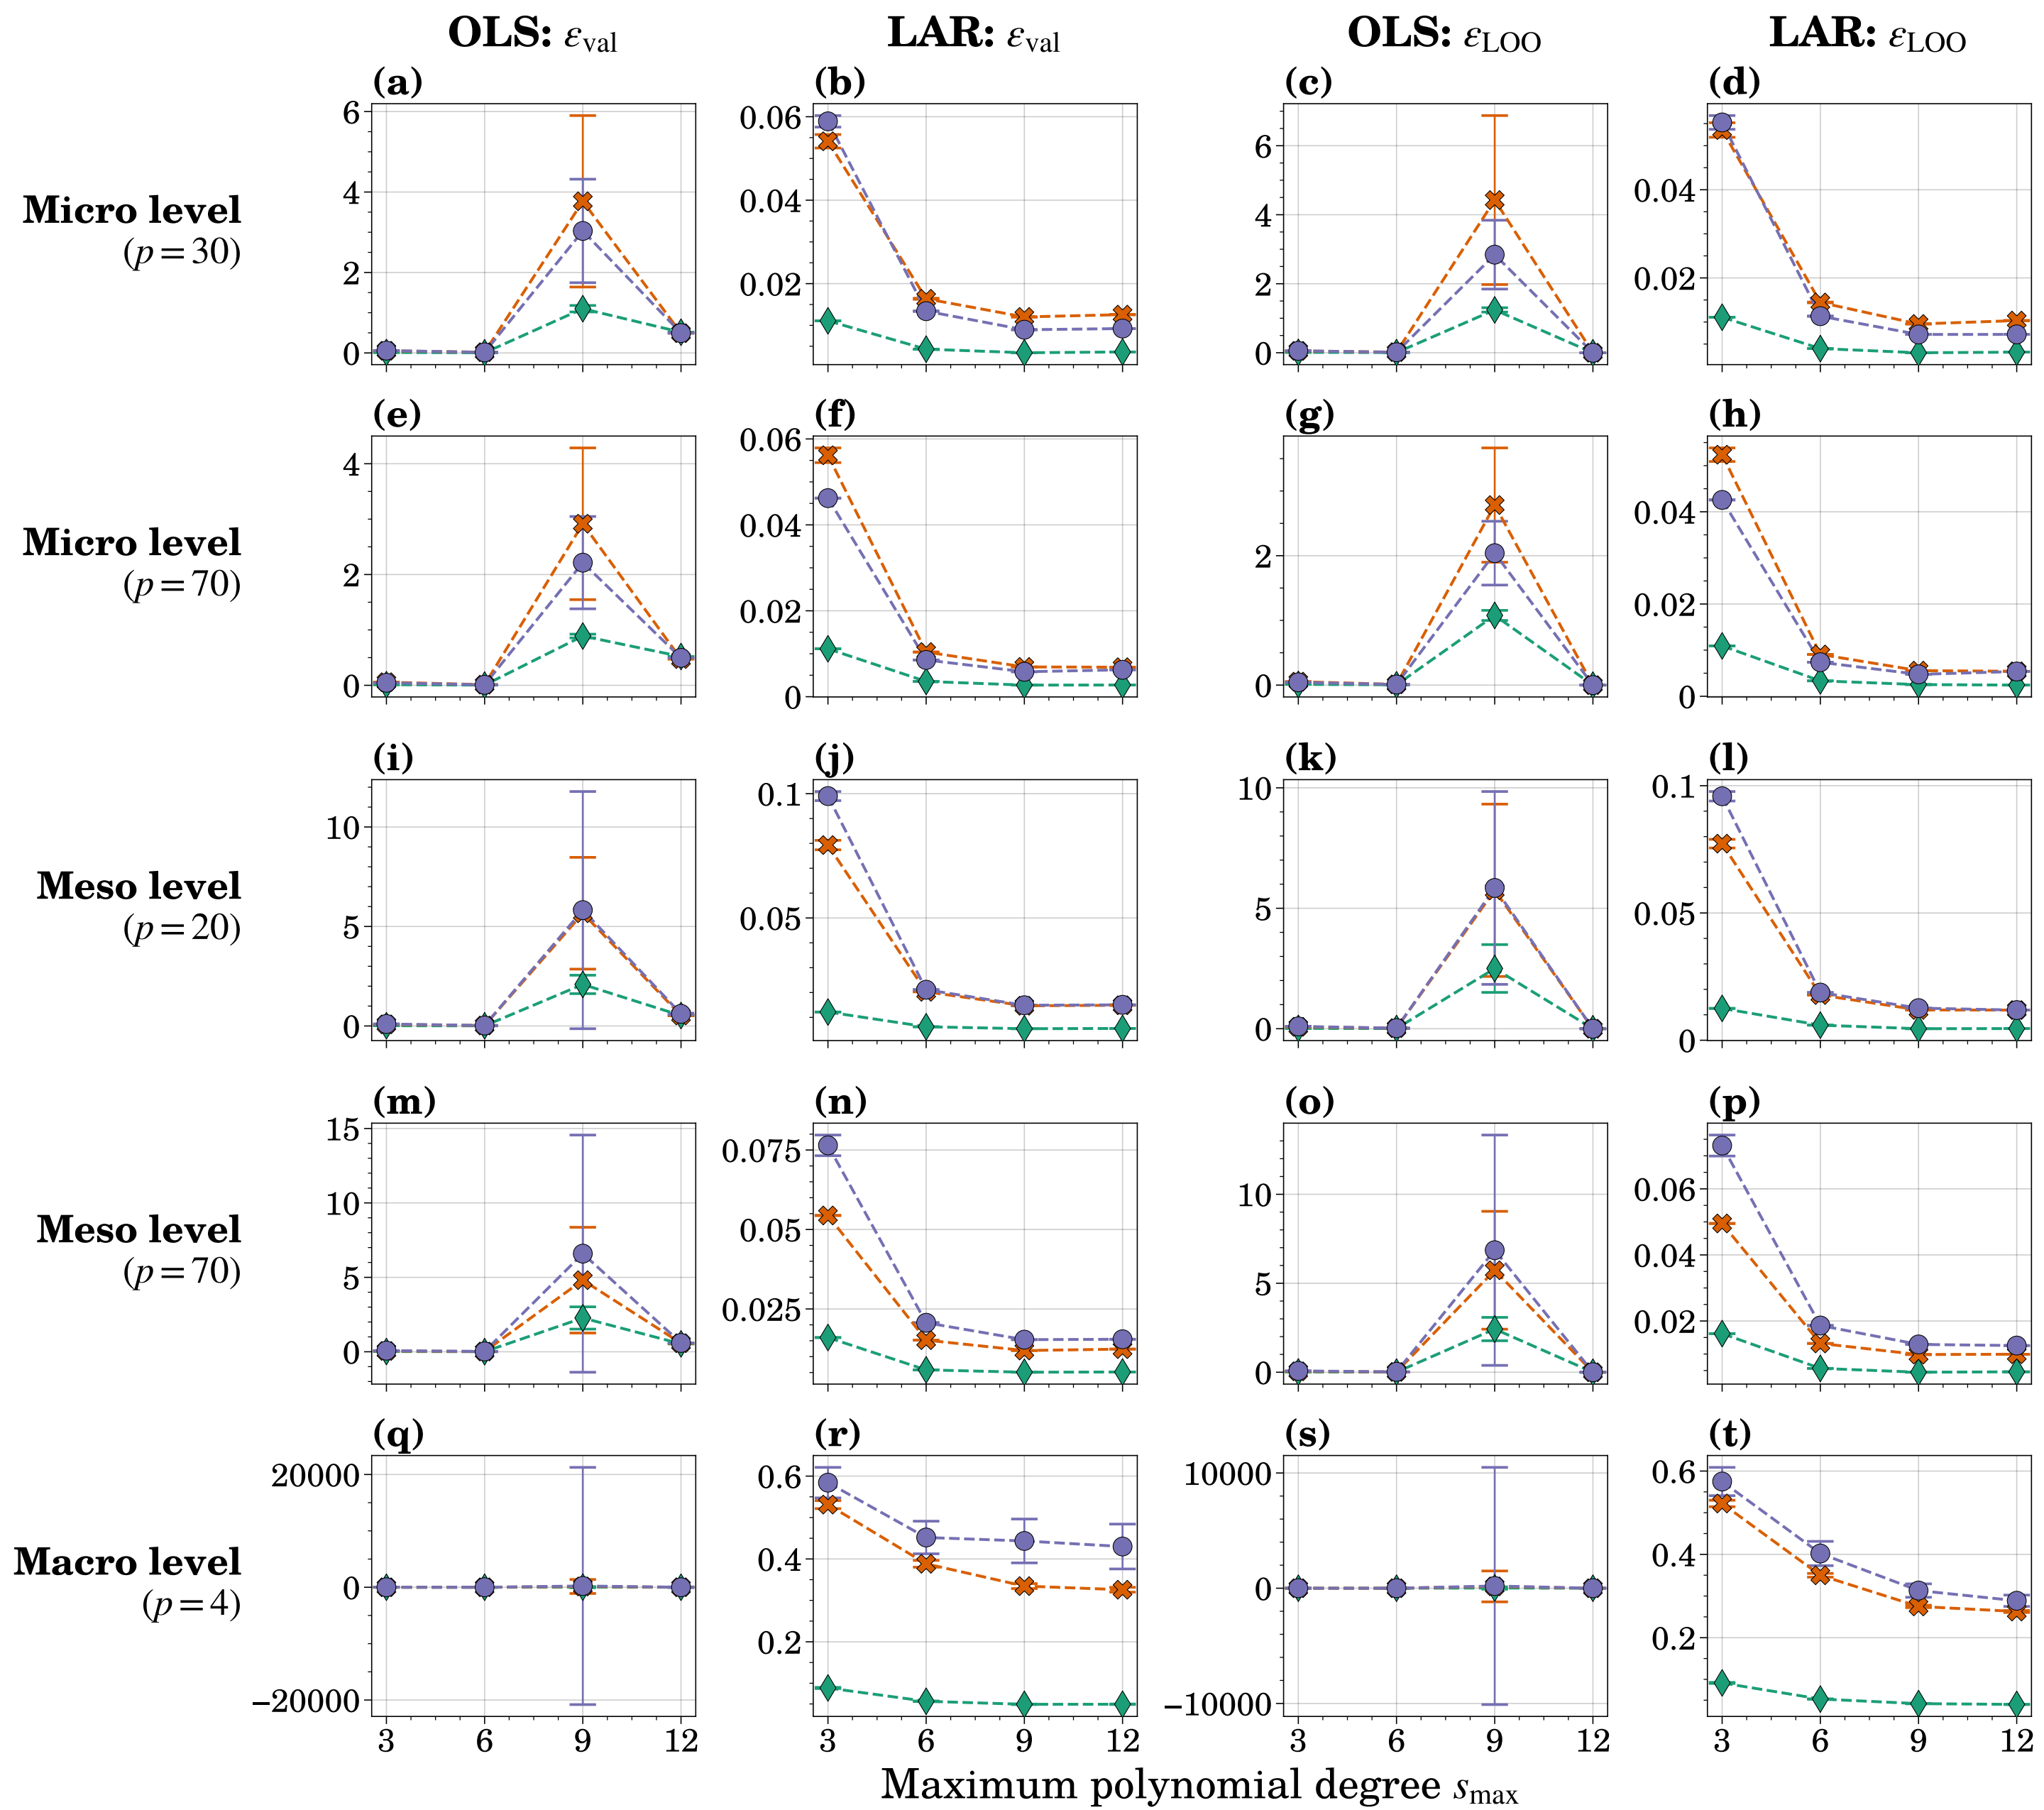 OLS: εval
LAR: εval
OLS: εLOO
LAR: εLOO
(a)
(b)
(c)
(d)
Micro level
(p = 30)
6
4
2
0
0.06
0.04
0.02
6
4
2
0
0.04
0.02
(e)
(f)
(g)
(h)
Micro level
(p = 70)
4
2
0
0.06
0.04
0.02
0
2
0
0.04
0.02
0
(i)
(j)
(k)
(l)
Meso level
(p = 20)
10
5
0
0.1
0.05
10
5
0
0.1
0.05
0
(m)
(n)
(o)
(p)
Meso level
(p = 70)
15
10
5
0
0.075
0.05
0.025
10
5
0
0.06
0.04
0.02
(q)
(r)
(s)
(t)
Macro level
(p = 4)
20000
0
−20000
0.6
0.4
0.2
10000
0
−10000
0.6
0.4
0.2
3 6 9 12
3 6 9 12
3 6 9 12
3 6 9 12
Maximum polynomial degree smax